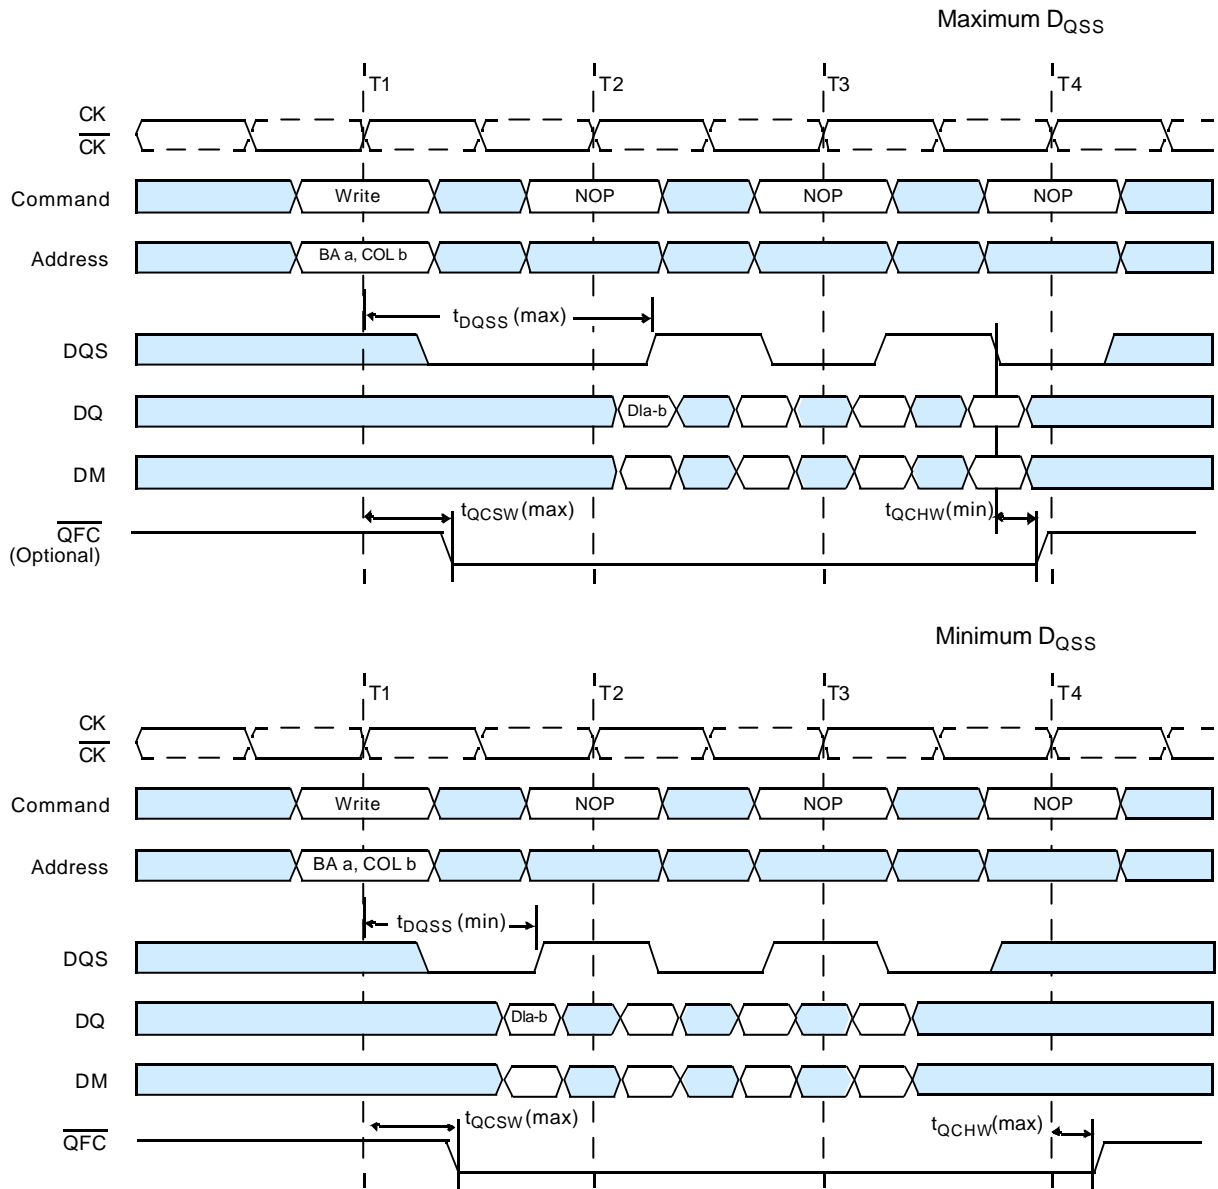 Maximum DQSS
T1 T2 T3 T4
CK
CK
Command Write NOP NOP NOP
Address BA a, COL b
tDQSS (max)
DQS
DQ Dla-b
DM
tQCSW(max) tQCHW(min)
QFC
(Optional)
Minimum DQSS
T1 T2 T3 T4
CK
CK
Command Write NOP NOP NOP
Address BA a, COL b
tDQSS (min)
DQS
DQ Dla-b
DM
tQCSW(max) tQCHW(max)
QFC